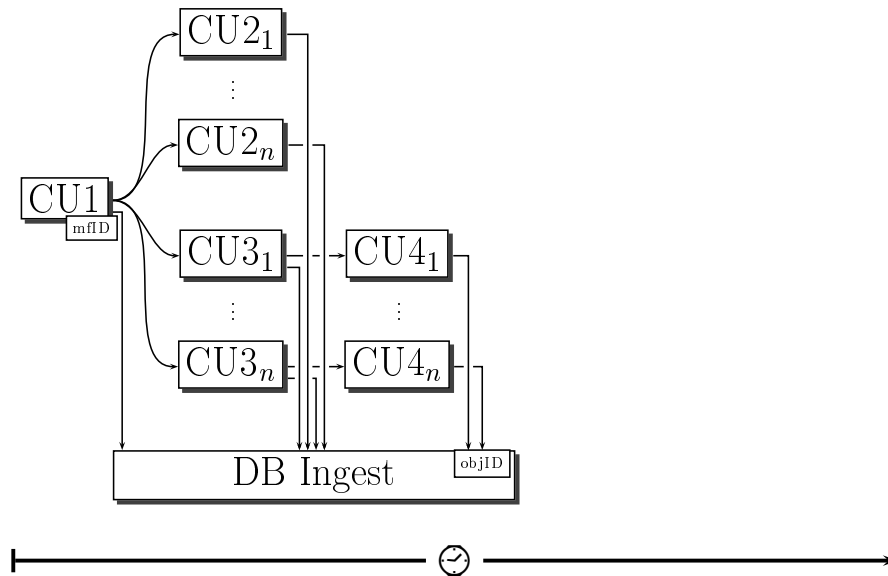 CU2₁
⋮
CU2ₙ
CU1
mfID
CU3₁
CU4₁
⋮
⋮
CU3ₙ
CU4ₙ
objID
DB Ingest